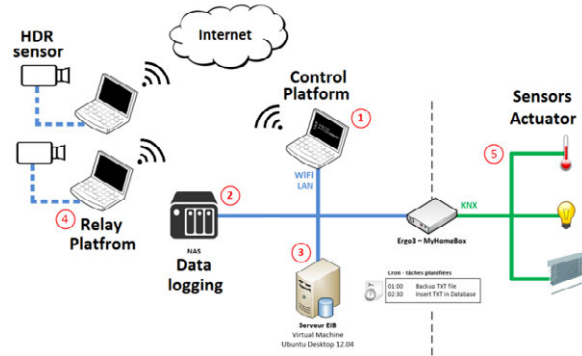 HDR
sensor
Internet
Control
Platform
1
Sensors
Actuator
5
WIFI
LAN
KNX
2
4
Relay
Platfrom
NAS
Data
logging
3
Ergo3 – MyHomeBox
Cron - tâches planifiées
01:00 Backup TXT file
02:30 Insert TXT in Database
Serveur EIB
Virtual Machine
Ubuntu Desktop 12.04